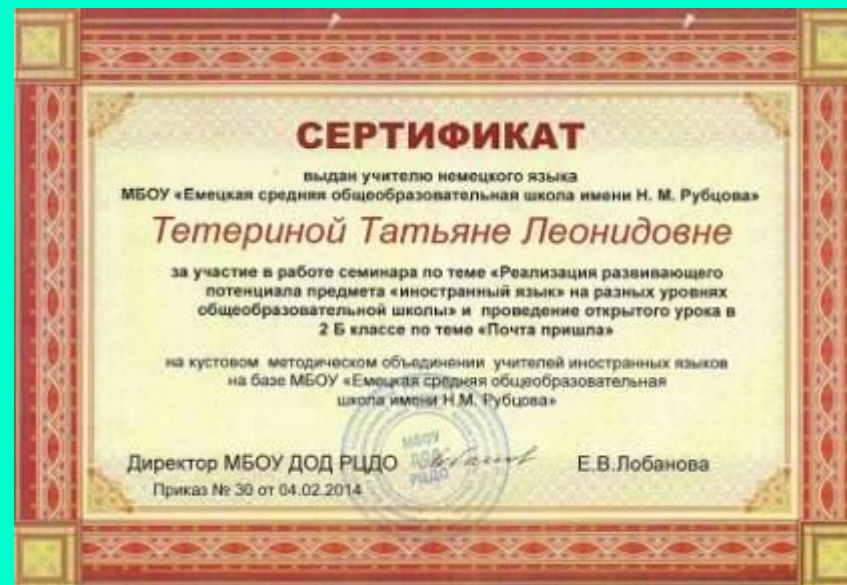 СЕРТИФИКАТ
выдан учителю немецкого языка
МБОУ «Емецкая средняя общеобразовательная школа имени Н. М. Рубцова»
Тетериной Татьяне Леонидовне
за участие в работе семинара по теме «Реализация развивающего
потенциала предмета «иностранный язык» на разных уровнях
общеобразовательной школы» и проведение открытого урока в
2 Б классе по теме «Почта пришла»
на кустовом методическом объединении учителей иностранных языков
на базе МБОУ «Емецкая средняя общеобразовательная
школа имени Н.М. Рубцова»
МБОУ
ДОД
РЦДО
Директор МБОУ ДОД РЦДО Е.В.Лобанова
Приказ № 30 от 04.02.2014